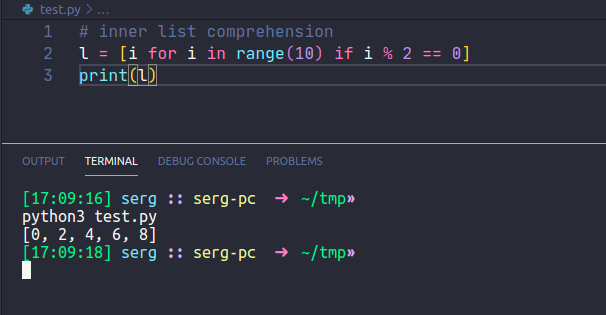 test.py > ...
1 # inner list comprehension
2 l = [i for i in range(10) if i % 2 == 0]
3 print(l)
OUTPUT TERMINAL DEBUG CONSOLE PROBLEMS
[17:09:16] serg :: serg-pc ➜ ~/tmp»
python3 test.py
[0, 2, 4, 6, 8]
[17:09:18] serg :: serg-pc ➜ ~/tmp»